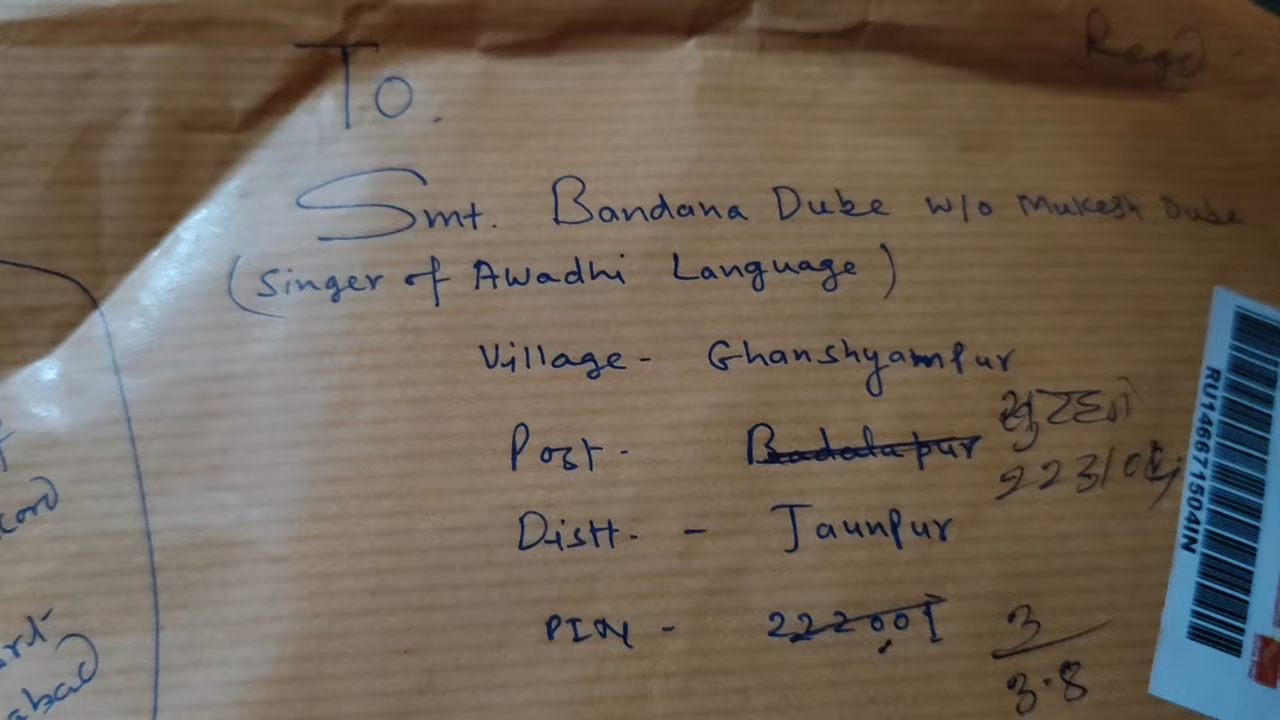 Regd
To.
Smt. Bandana Dube w/o Mukesh Dube
(Singer of Awadhi Language)
Village - Ghanshyampur
Post - Badalapur
Distt. - Jaunpur
PIN - 222001
3
3.8
RU146671504IN